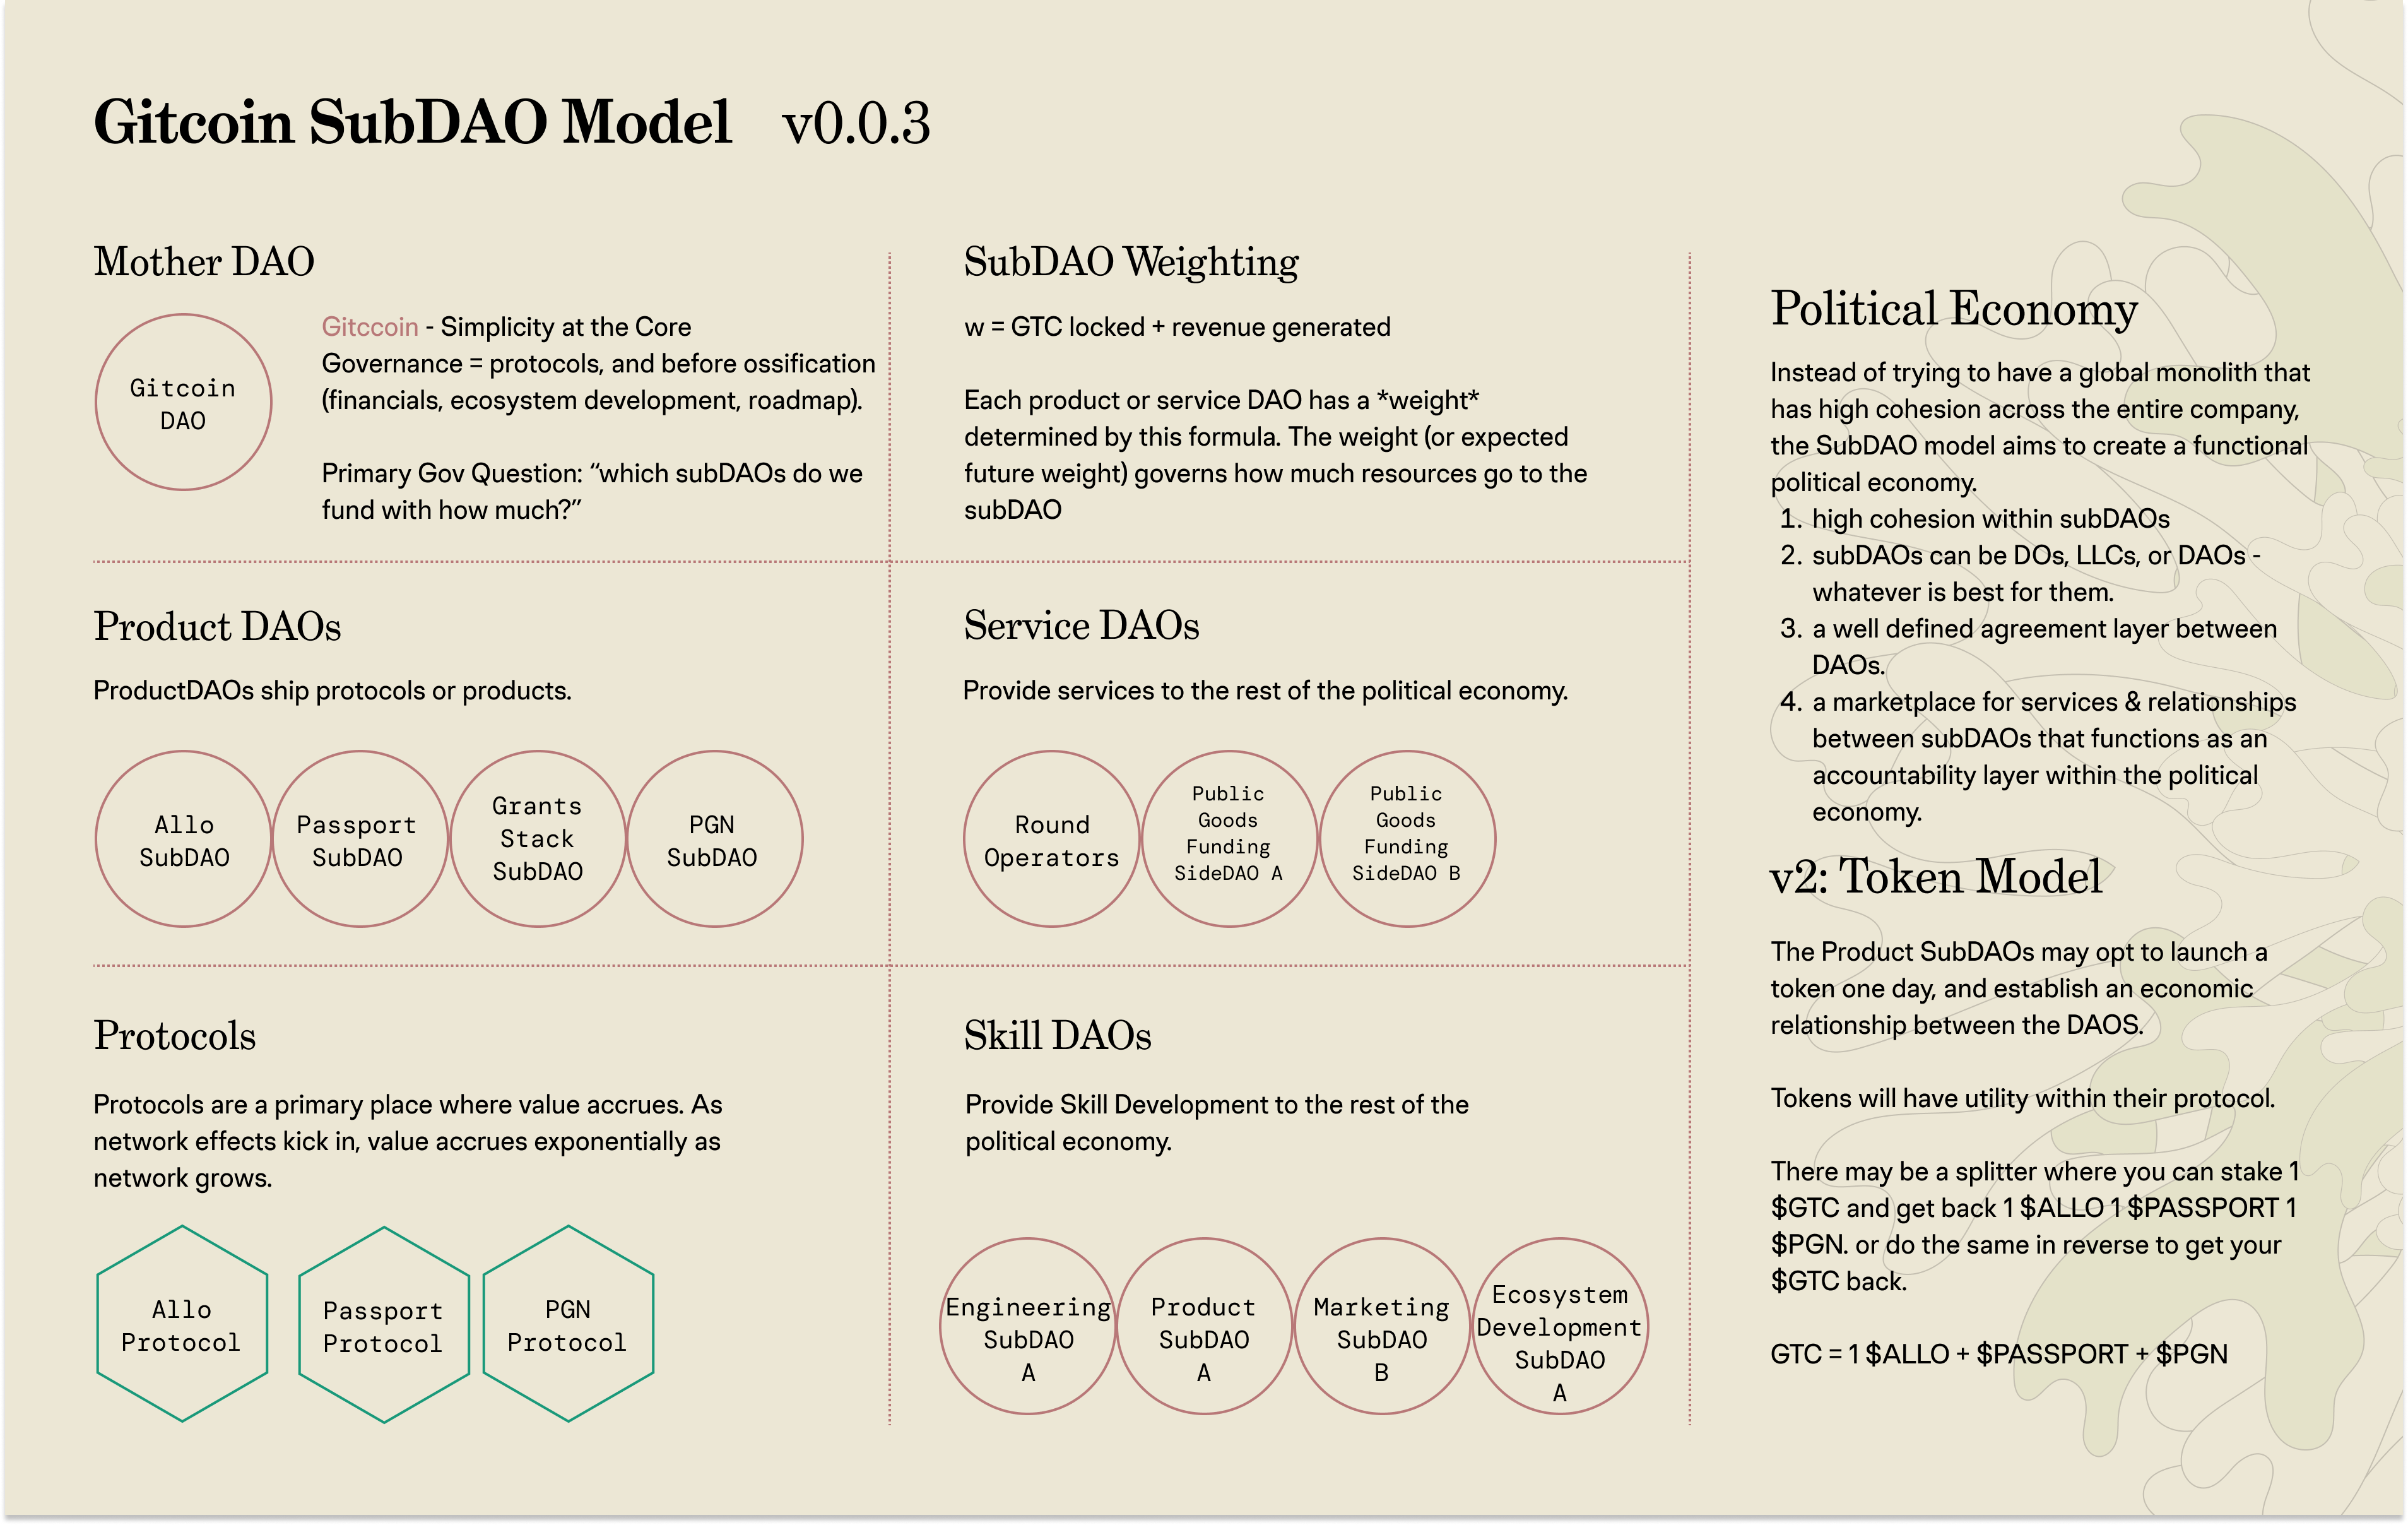 Gitcoin SubDAO Model v0.0.3
Mother DAO
Gitcoin
DAO
Gitccoin - Simplicity at the Core
Governance = protocols, and before ossification
(financials, ecosystem development, roadmap).
Primary Gov Question: “which subDAOs do we
fund with how much?”
SubDAO Weighting
w = GTC locked + revenue generated
Each product or service DAO has a *weight*
determined by this formula. The weight (or expected
future weight) governs how much resources go to the
subDAO
Product DAOs
ProductDAOs ship protocols or products.
Allo
SubDAO
Passport
SubDAO
Grants
Stack
SubDAO
PGN
SubDAO
Service DAOs
Provide services to the rest of the political economy.
Round
Operators
Public
Goods
Funding
SideDAO A
Public
Goods
Funding
SideDAO B
Protocols
Protocols are a primary place where value accrues. As
network effects kick in, value accrues exponentially as
network grows.
Allo
Protocol
Passport
Protocol
PGN
Protocol
Skill DAOs
Provide Skill Development to the rest of the
political economy.
Engineering
SubDAO
A
Product
SubDAO
A
Marketing
SubDAO
B
Ecosystem
Development
SubDAO
A
Political Economy
Instead of trying to have a global monolith that
has high cohesion across the entire company,
the SubDAO model aims to create a functional
political economy.
1. high cohesion within subDAOs
2. subDAOs can be DOs, LLCs, or DAOs -
whatever is best for them.
3. a well defined agreement layer between
DAOs.
4. a marketplace for services & relationships
between subDAOs that functions as an
accountability layer within the political
economy.
v2: Token Model
The Product SubDAOs may opt to launch a
token one day, and establish an economic
relationship between the DAOS.
Tokens will have utility within their protocol.
There may be a splitter where you can stake 1
$GTC and get back 1 $ALLO 1 $PASSPORT 1
$PGN. or do the same in reverse to get your
$GTC back.
GTC = 1 $ALLO + $PASSPORT + $PGN